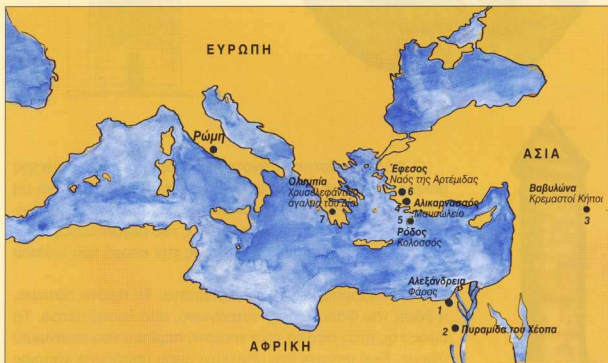 ΕΥΡΩΠΗ
Ρώμη
ΑΣΙΑ
Έφεσος
Ναός της Αρτέμιδας
6
Ολυμπία
Χρυσελεφάντινο
άγαλμα του Δία
7
4
Αλικαρνασσός
Μαυσωλείο
5
Ρόδος
Κολοσσός
Βαβυλώνα
Κρεμαστοί Κήποι
3
Αλεξάνδρεια
Φάρος
1
2
Πυραμίδα του Χέοπα
ΑΦΡΙΚΗ